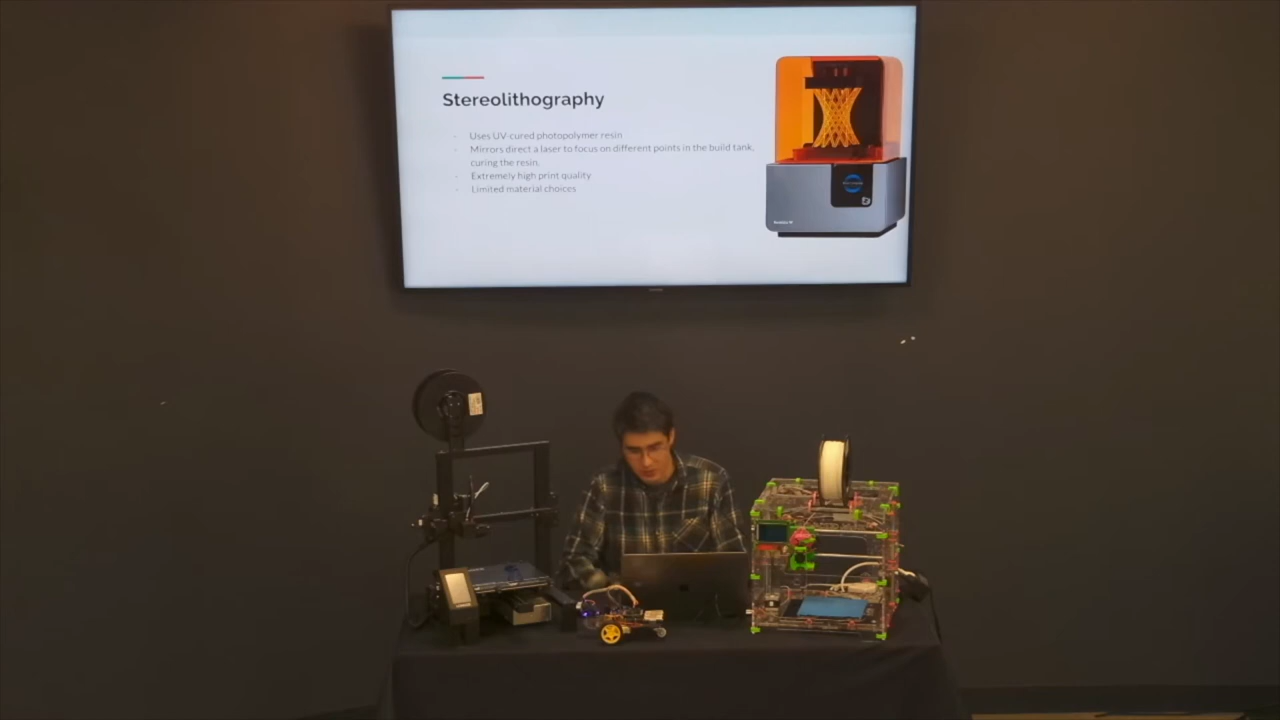 Stereolithography
- Uses UV-cured photopolymer resin
- Mirrors direct a laser to focus on different points in the build tank,
curing the resin.
- Extremely high print quality
- Limited material choices